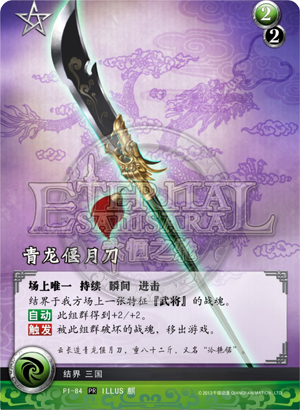 2
2
ETERNAL
SAMSARAL
青龙偃月刀
场上唯一 持续 瞬间 进击
结界于我方场上一张特征『武将』的战魂。
自动 此组群得到+2/+2。
触发 被此组群破坏的战魂，移出游戏。
云长造青龙偃月刀，重八十二斤，又名“冷艳锯”
结界 三国
P1-84 PR ILLUS 麒